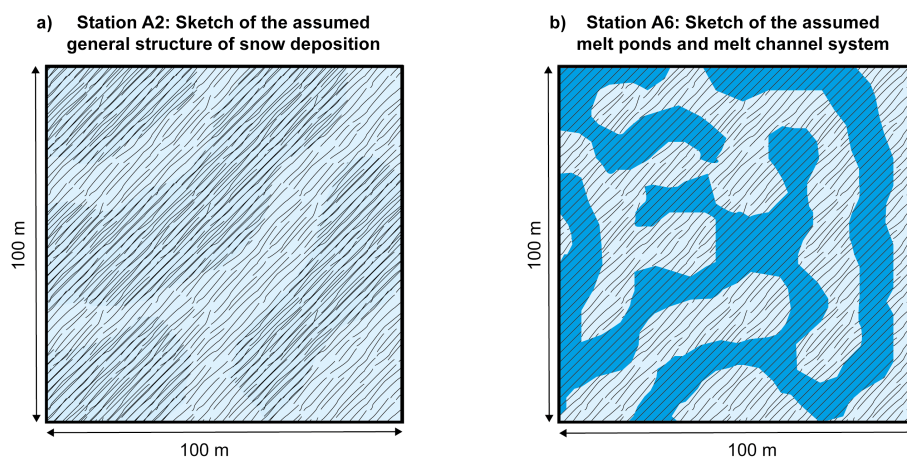 a) Station A2: Sketch of the assumed
general structure of snow deposition
100 m
100 m
b) Station A6: Sketch of the assumed
melt ponds and melt channel system
100 m
100 m